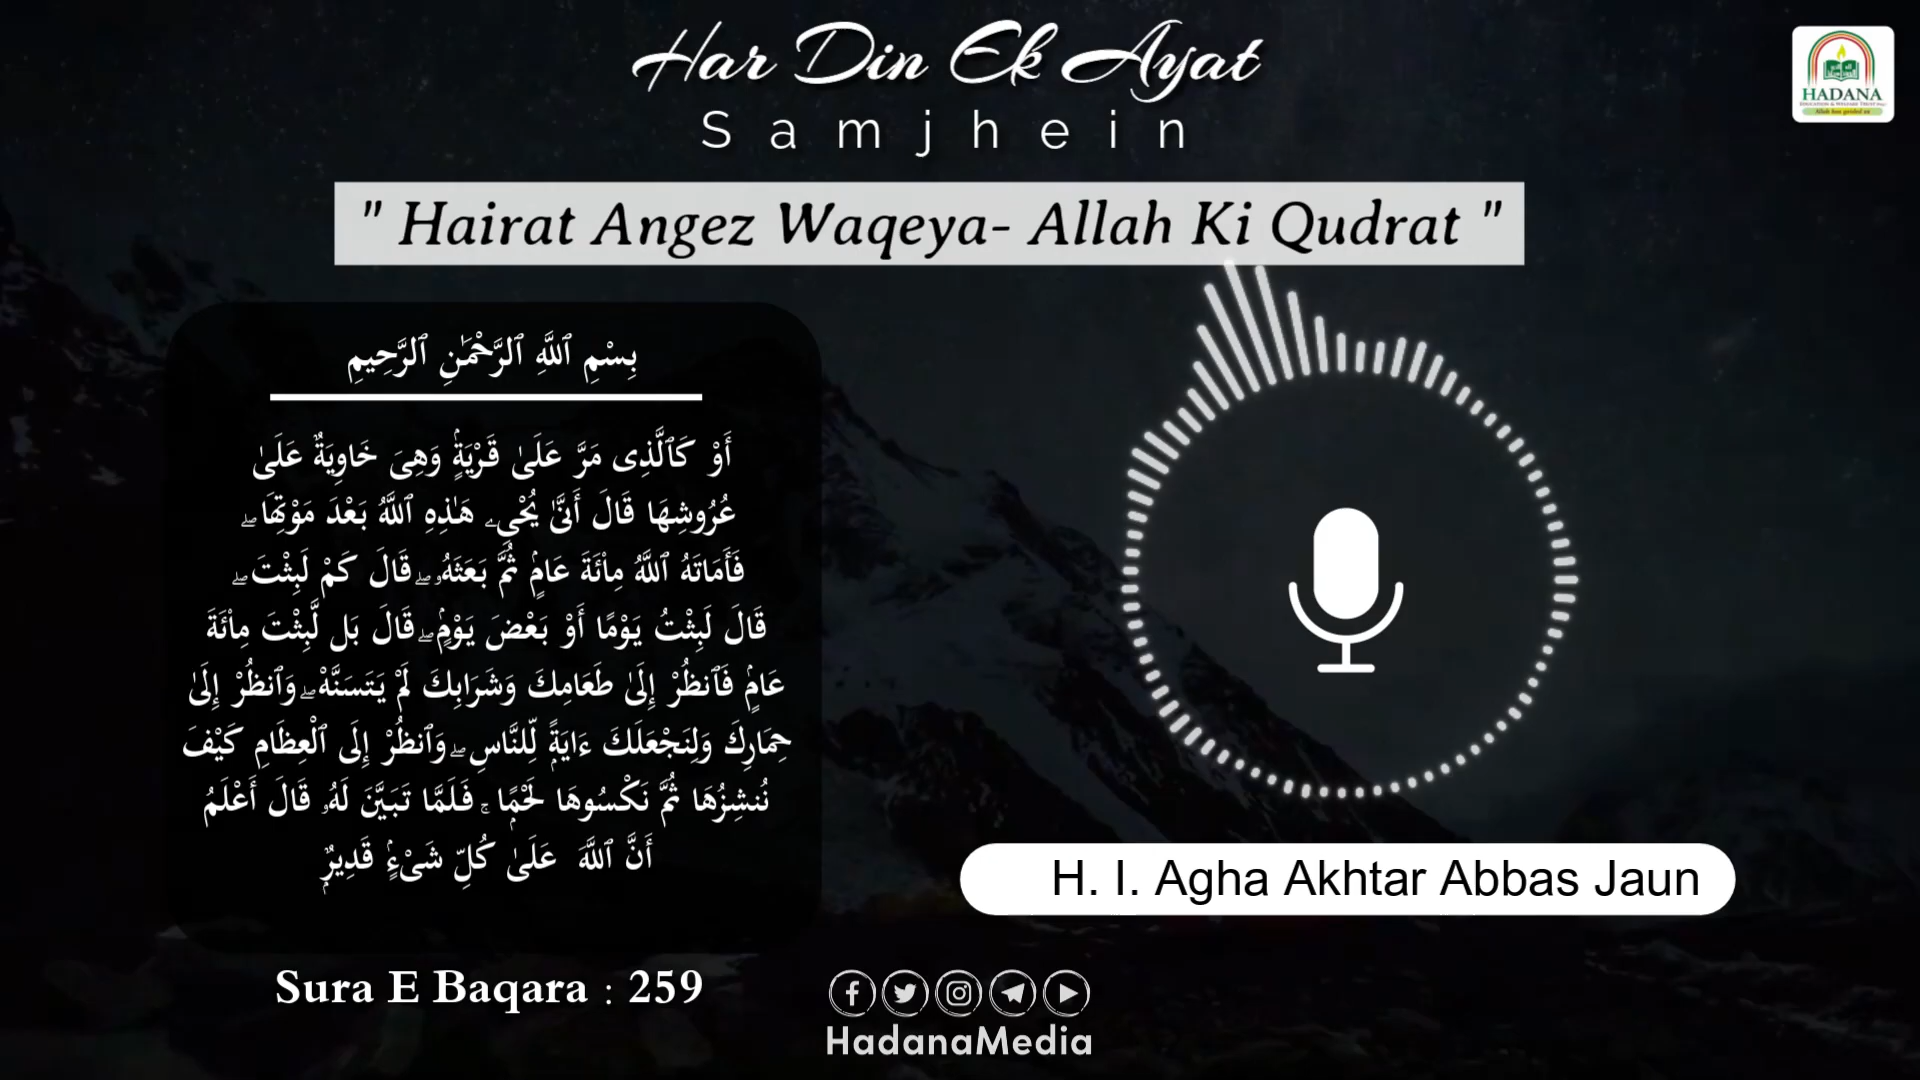 Har Din Ek Ayat
Samjhein
HADANA
" Hairat Angez Waqeya- Allah Ki Qudrat "
بِسْمِ ٱللَّهِ ٱلرَّحْمَٰنِ ٱلرَّحِيمِ
أَوْ كَٱلَّذِى مَرَّ عَلَىٰ قَرْيَةٍۢ وَهِىَ خَاوِيَةٌ عَلَىٰ
عُرُوشِهَا قَالَ أَنَّىٰ يُحْىِۦ هَٰذِهِ ٱللَّهُ بَعْدَ مَوْتِهَا ۖ
فَأَمَاتَهُ ٱللَّهُ مِا۟ئَةَ عَامٍۢ ثُمَّ بَعَثَهُۥ ۖ قَالَ كَمْ لَبِثْتَ ۖ
قَالَ لَبِثْتُ يَوْمًا أَوْ بَعْضَ يَوْمٍۢ ۖ قَالَ بَل لَّبِثْتَ مِا۟ئَةَ
عَامٍۢ فَٱنظُرْ إِلَىٰ طَعَامِكَ وَشَرَابِكَ لَمْ يَتَسَنَّهْ ۖ وَٱنظُرْ إِلَىٰ
حِمَارِكَ وَلِنَجْعَلَكَ ءَايَةًۭ لِّلنَّاسِ ۖ وَٱنظُرْ إِلَى ٱلْعِظَامِ كَيْفَ
نُنشِزُهَا ثُمَّ نَكْسُوهَا لَحْمًۭا ۚ فَلَمَّا تَبَيَّنَ لَهُۥ قَالَ أَعْلَمُ
أَنَّ ٱللَّهَ عَلَىٰ كُلِّ شَىْءٍۢ قَدِيرٌۭ
H. I. Agha Akhtar Abbas Jaun
Sura E Baqara : 259
HadanaMedia